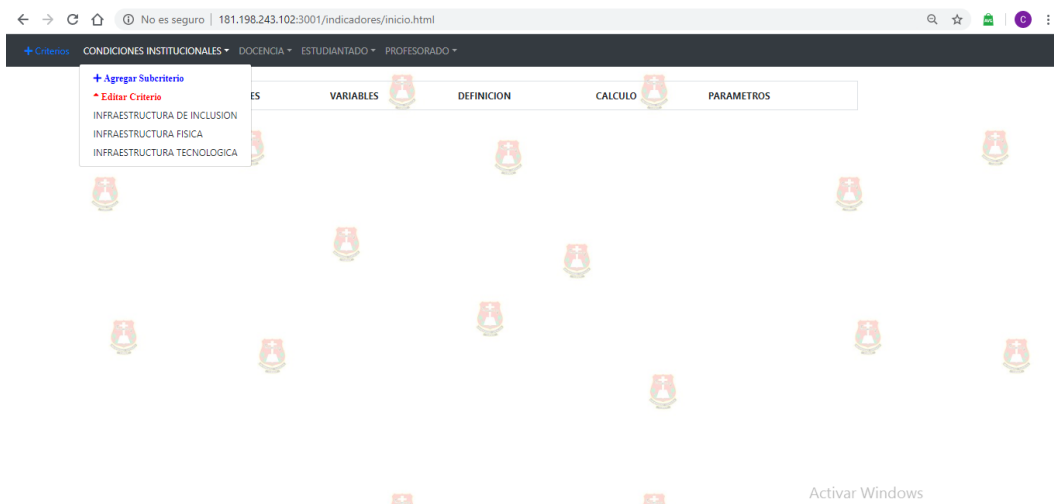 No es seguro | 181.198.243.102:3001/indicadores/inicio.html
C
+ Criterios CONDICIONES INSTITUCIONALES DOCENCIA ESTUDIANTADO PROFESORADO
+ Agregar Subcriterio
Editar Criterio
INFRAESTRUCTURA DE INCLUSION
INFRAESTRUCTURA FISICA
INFRAESTRUCTURA TECNOLOGICA
ES VARIABLES DEFINICION CALCULO PARAMETROS
Activar Windows